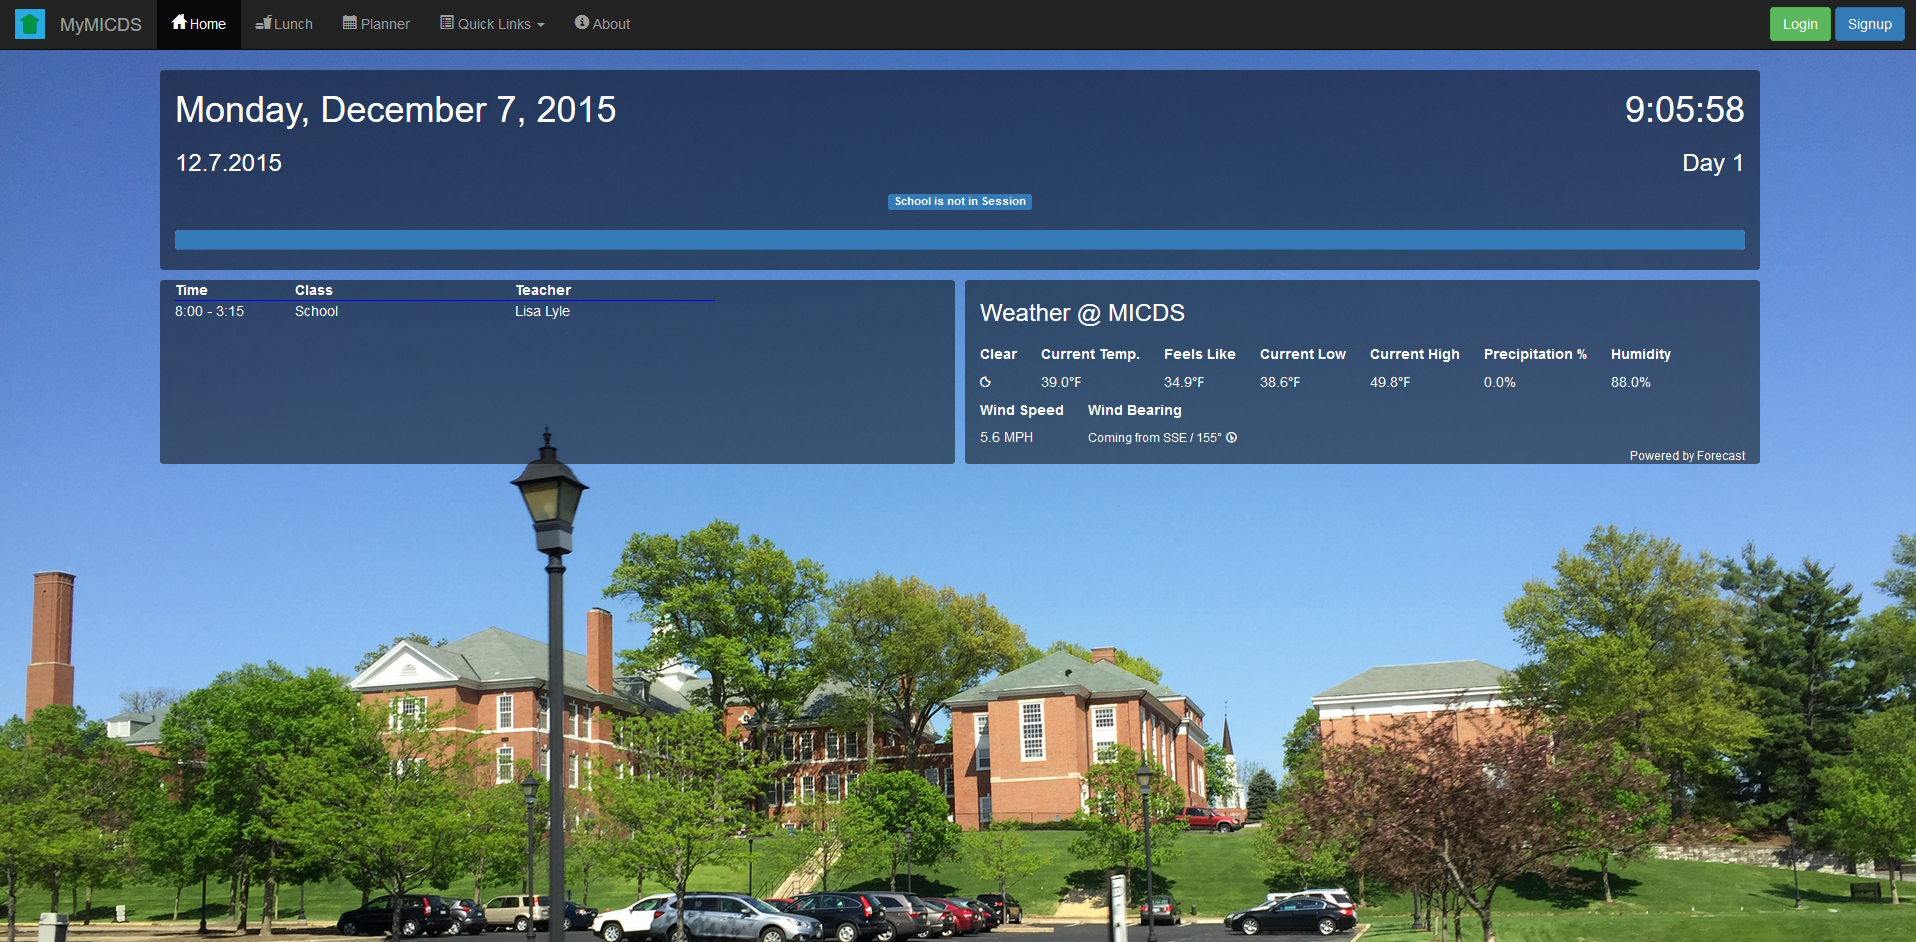 MyMICDS Home Lunch Planner Quick Links About Login Signup
Monday, December 7, 2015 9:05:58
12.7.2015 Day 1
School is not in Session
Time Class Teacher
8:00 - 3:15 School Lisa Lyle
Weather @ MICDS
Clear Current Temp. Feels Like Current Low Current High Precipitation % Humidity
39.0°F 34.9°F 38.6°F 49.8°F 0.0% 88.0%
Wind Speed Wind Bearing
5.6 MPH Coming from SSE / 155°
Powered by Forecast